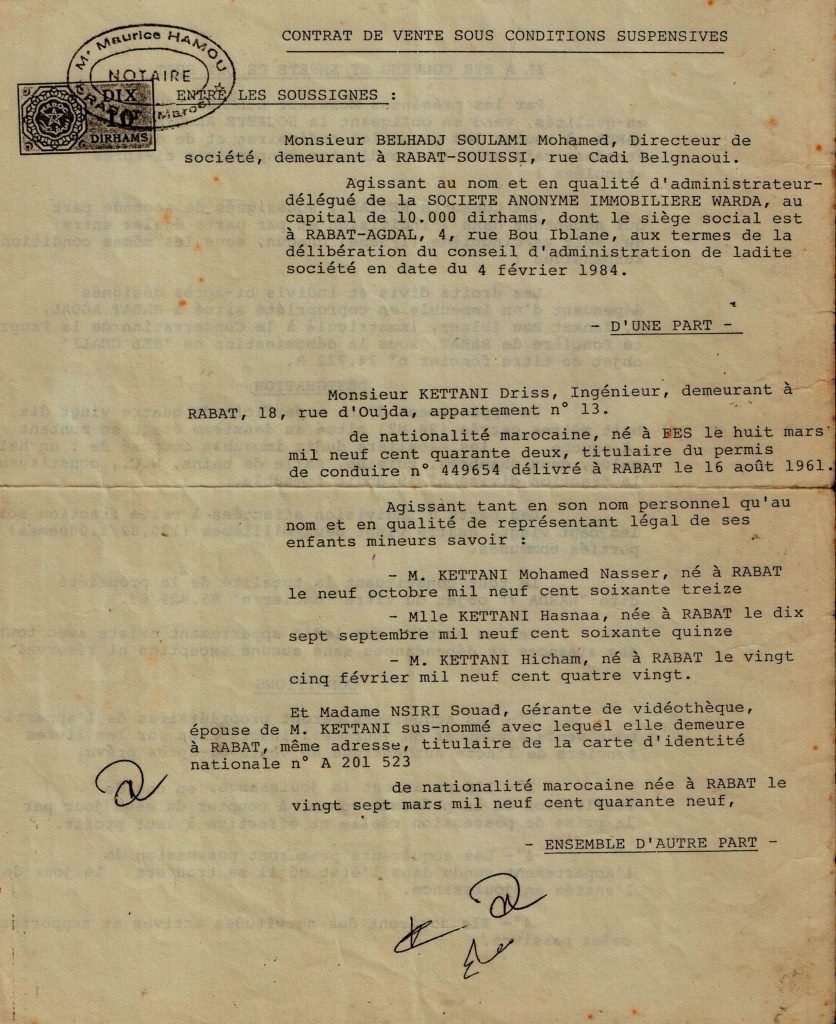 CONTRAT DE VENTE SOUS CONDITIONS SUSPENSIVES
Me Maurice HAMOU
NOTAIRE
DIX
10
DIRHAMS
ENTRE LES SOUSSIGNES :
Monsieur BELHADJ SOULAMI Mohamed, Directeur de
société, demeurant à RABAT-SOUISSI, rue Cadi Belgnaoui.
Agissant au nom et en qualité d'administrateur-
délégué de la SOCIETE ANONYME IMMOBILIERE WARDA, au
capital de 10.000 dirhams, dont le siège social est
à RABAT-AGDAL, 4, rue Bou Iblane, aux termes de la
délibération du conseil d'administration de ladite
société en date du 4 février 1984.
- D'UNE PART -
Monsieur KETTANI Driss, Ingénieur, demeurant à
RABAT, 18, rue d'Oujda, appartement n° 13.
de nationalité marocaine, né à FES le huit mars
mil neuf cent quarante deux, titulaire du permis
de conduire n° 449654 délivré à RABAT le 16 août 1961.
Agissant tant en son nom personnel qu'au
nom et en qualité de représentant légal de ses
enfants mineurs savoir :
- M. KETTANI Mohamed Nasser, né à RABAT
le neuf octobre mil neuf cent soixante treize
- Mlle KETTANI Hasnaa, née à RABAT le dix
sept septembre mil neuf cent soixante quinze
- M. KETTANI Hicham, né à RABAT le vingt
cinq février mil neuf cent quatre vingt.
Et Madame NSIRI Souad, Gérante de vidéothèque,
épouse de M. KETTANI sus-nommé avec lequel elle demeure
à RABAT, même adresse, titulaire de la carte d'identité
nationale n° A 201 523
de nationalité marocaine née à RABAT le
vingt sept mars mil neuf cent quarante neuf,
- ENSEMBLE D'AUTRE PART -